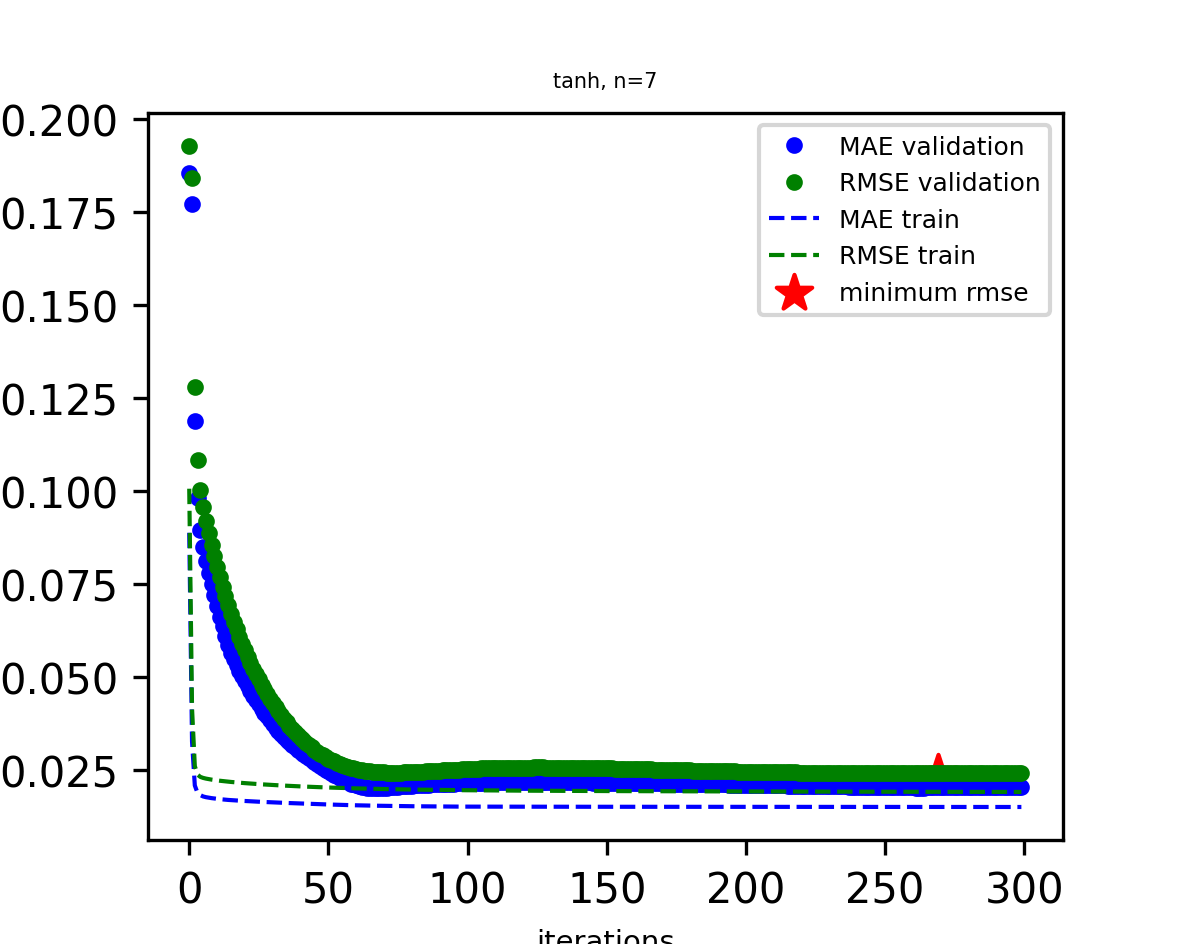 tanh, n=7
0.200
0.175
0.150
0.125
0.100
0.075
0.050
0.025
MAE validation
RMSE validation
MAE train
RMSE train
minimum rmse
0 50 100 150 200 250 300
iterations